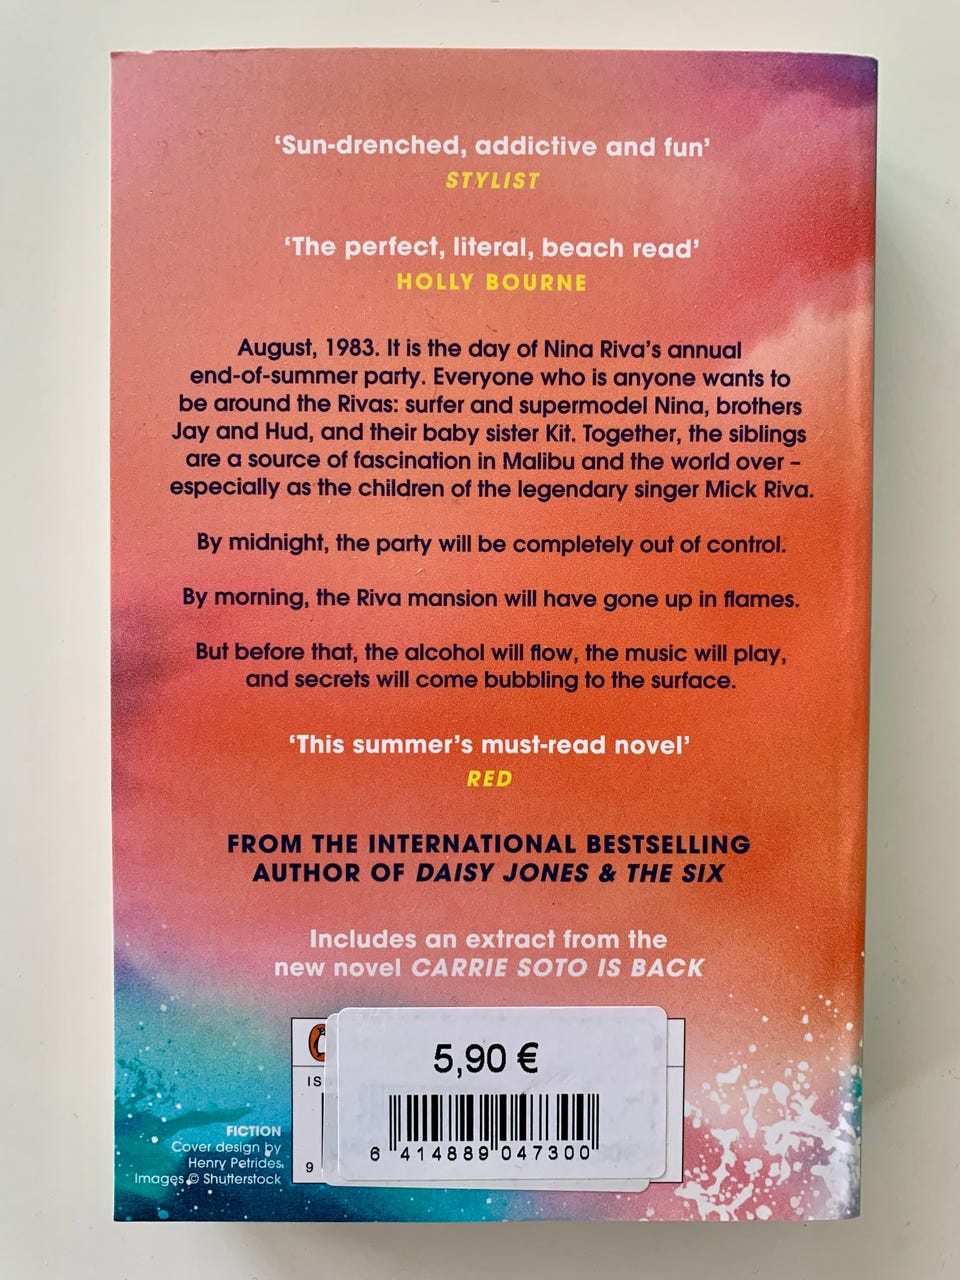 ‘Sun-drenched, addictive and fun’
STYLIST
‘The perfect, literal, beach read’
HOLLY BOURNE
August, 1983. It is the day of Nina Riva’s annual
end-of-summer party. Everyone who is anyone wants to
be around the Rivas: surfer and supermodel Nina, brothers
Jay and Hud, and their baby sister Kit. Together, the siblings
are a source of fascination in Malibu and the world over –
especially as the children of the legendary singer Mick Riva.
By midnight, the party will be completely out of control.
By morning, the Riva mansion will have gone up in flames.
But before that, the alcohol will flow, the music will play,
and secrets will come bubbling to the surface.
‘This summer’s must-read novel’
RED
FROM THE INTERNATIONAL BESTSELLING
AUTHOR OF DAISY JONES & THE SIX
Includes an extract from the
new novel CARRIE SOTO IS BACK
5,90 €
6 414889 047300
IS
9
FICTION
Cover design by
Henry Petrides
Images © Shutterstock